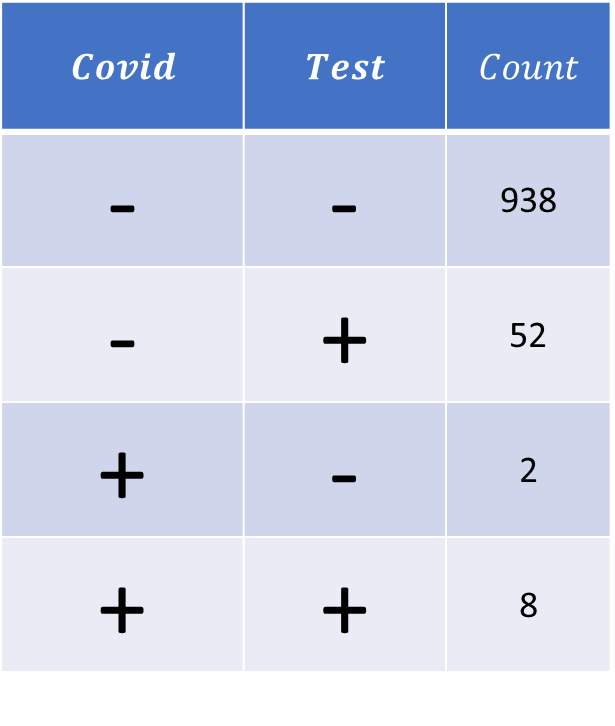 Covid Test Count
- - 938
- + 52
+ - 2
+ + 8